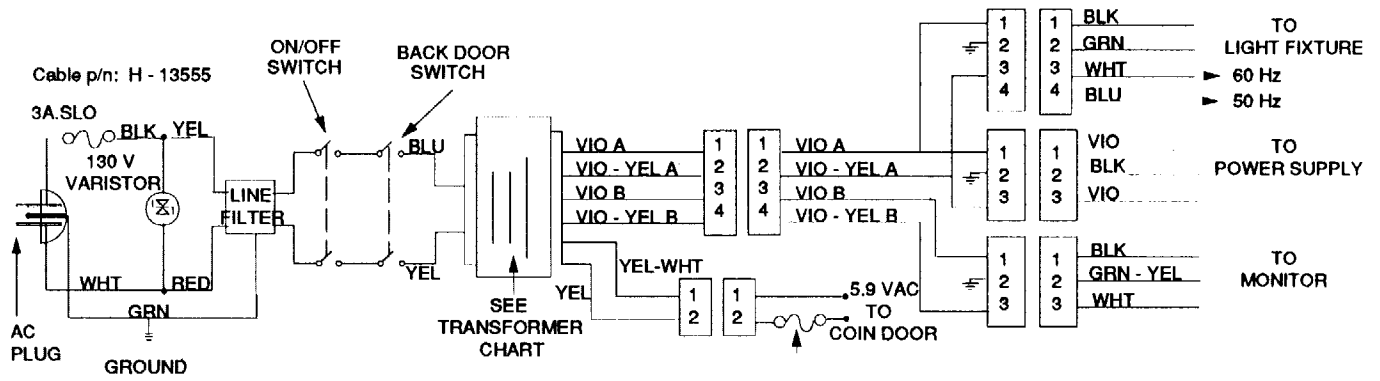 Cable p/n: H - 13555
3A.SLO
BLK
YEL
130 V
VARISTOR
LINE
FILTER
WHT
RED
GRN
AC
PLUG
GROUND
ON/OFF
SWITCH
BACK DOOR
SWITCH
BLU
YEL
SEE
TRANSFORMER
CHART
VIO A
VIO - YEL A
VIO B
VIO - YEL B
YEL-WHT
YEL
1
2
3
4
1
2
3
4
VIO A
VIO - YEL A
VIO B
VIO - YEL B
1
2
1
2
5.9 VAC
TO
COIN DOOR
1
2
3
4
1
2
3
4
BLK
GRN
WHT
BLU
TO
LIGHT FIXTURE
60 Hz
50 Hz
1
2
3
1
2
3
VIO
BLK
VIO
TO
POWER SUPPLY
1
2
3
1
2
3
BLK
GRN - YEL
WHT
TO
MONITOR